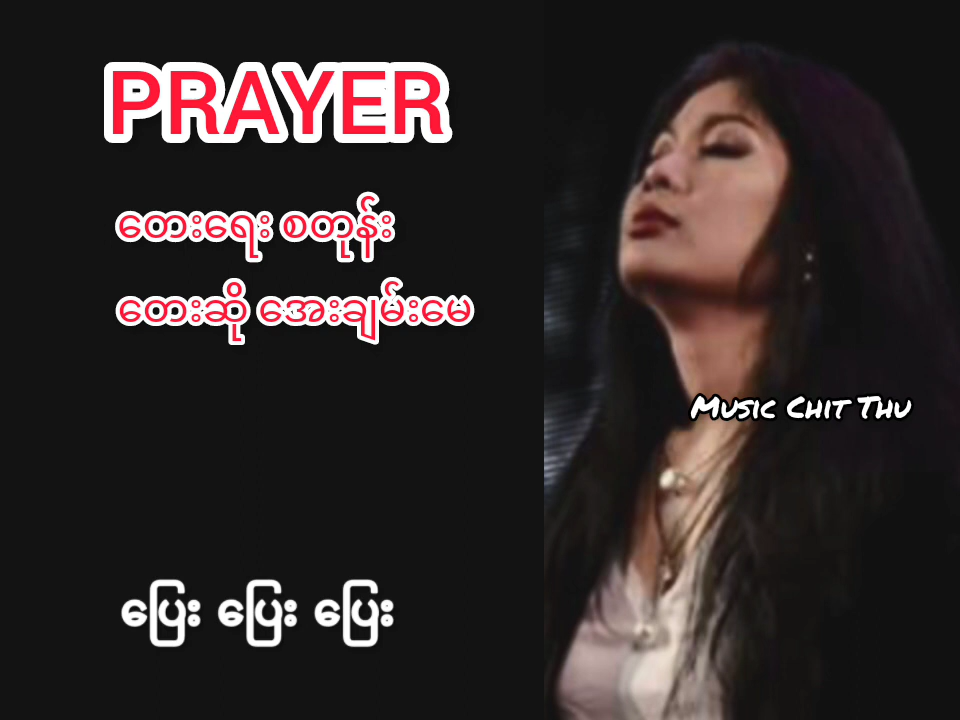 PRAYER
တေးရေး စတုန်း
တေးဆို အေးချမ်းမေ
Music Chit Thu
ပြေး ပြေး ပြေး